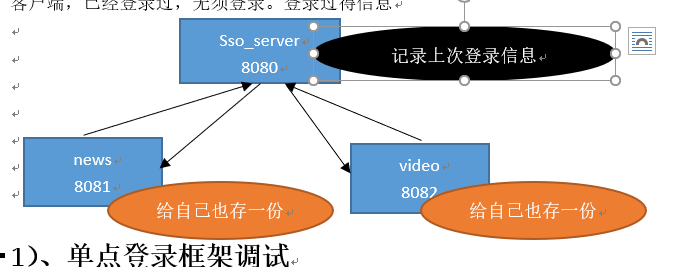 客户端，已经登录过，无须登录。登录过得信息
Sso_server
8080
记录上次登录信息
news
8081
给自己也存一份
video
8082
给自己也存一份
1)、单点登录框架调试